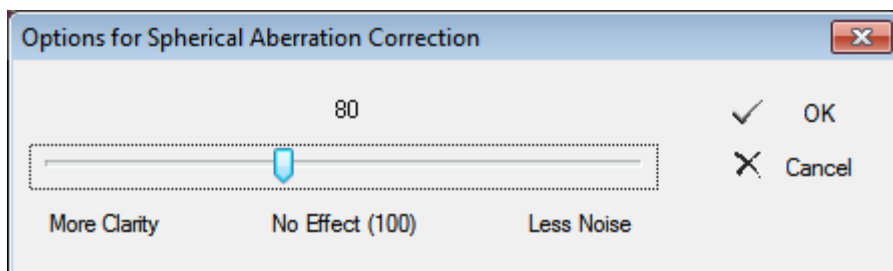 Options for Spherical Aberration Correction
80
OK
Cancel
More Clarity No Effect (100) Less Noise